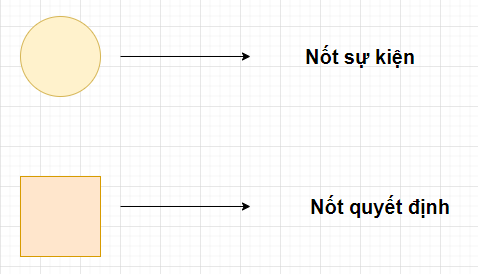 Nốt sự kiện
Nốt quyết định